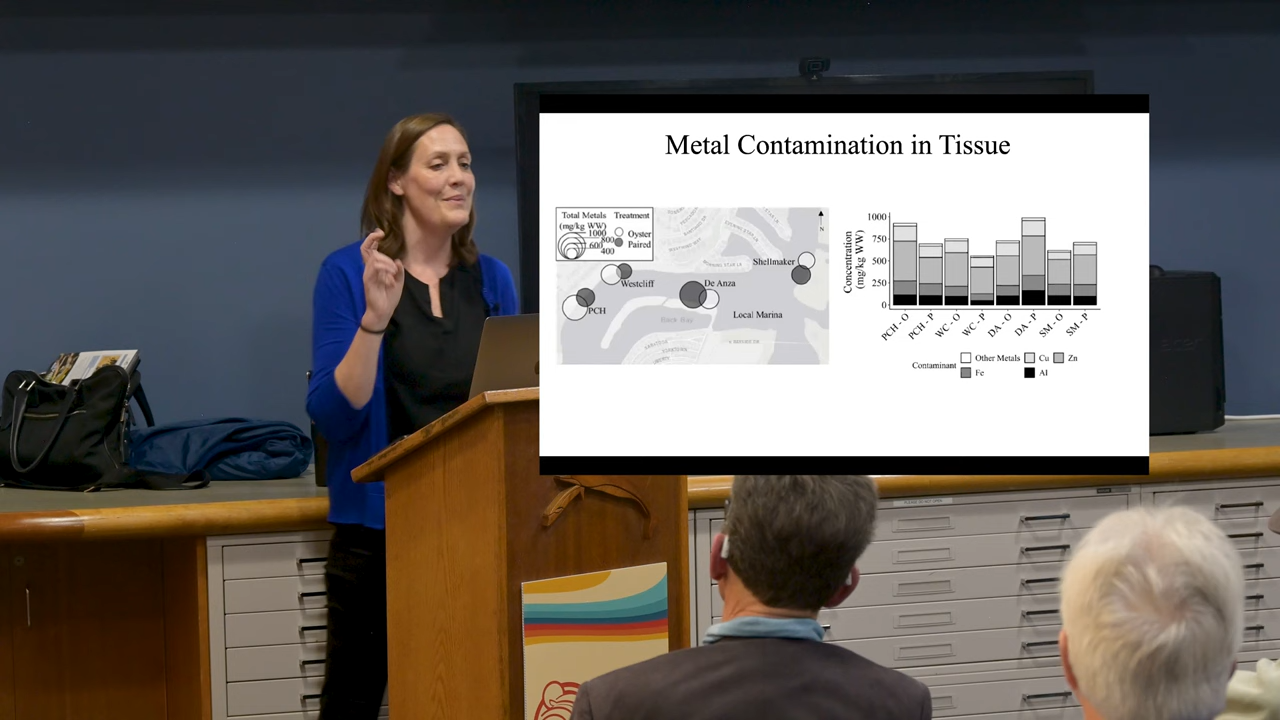 Metal Contamination in Tissue
Total Metals
(mg/kg WW)
1000
800
600
400
Treatment
Oyster
Paired
N
Westcliff
PCH
De Anza
Shellmaker
Local Marina
Back Bay
Concentration
(mg/kg WW)
1000
750
500
250
0
PCH - O
PCH - P
WC - O
WC - P
DA - O
DA - P
SM - O
SM - P
Contaminant
Other Metals
Cu
Zn
Fe
Al